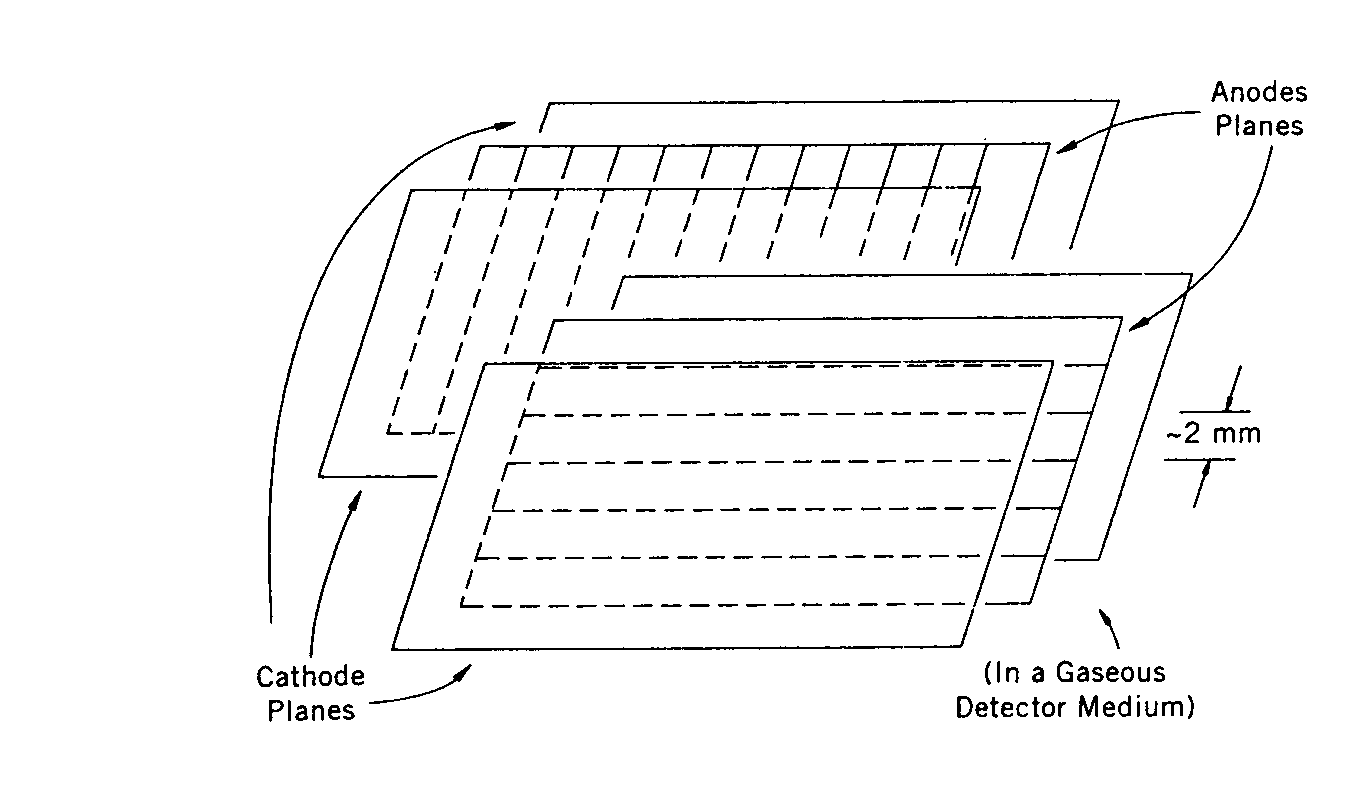 Anodes
Planes
~2 mm
Cathode
Planes
(In a Gaseous
Detector Medium)